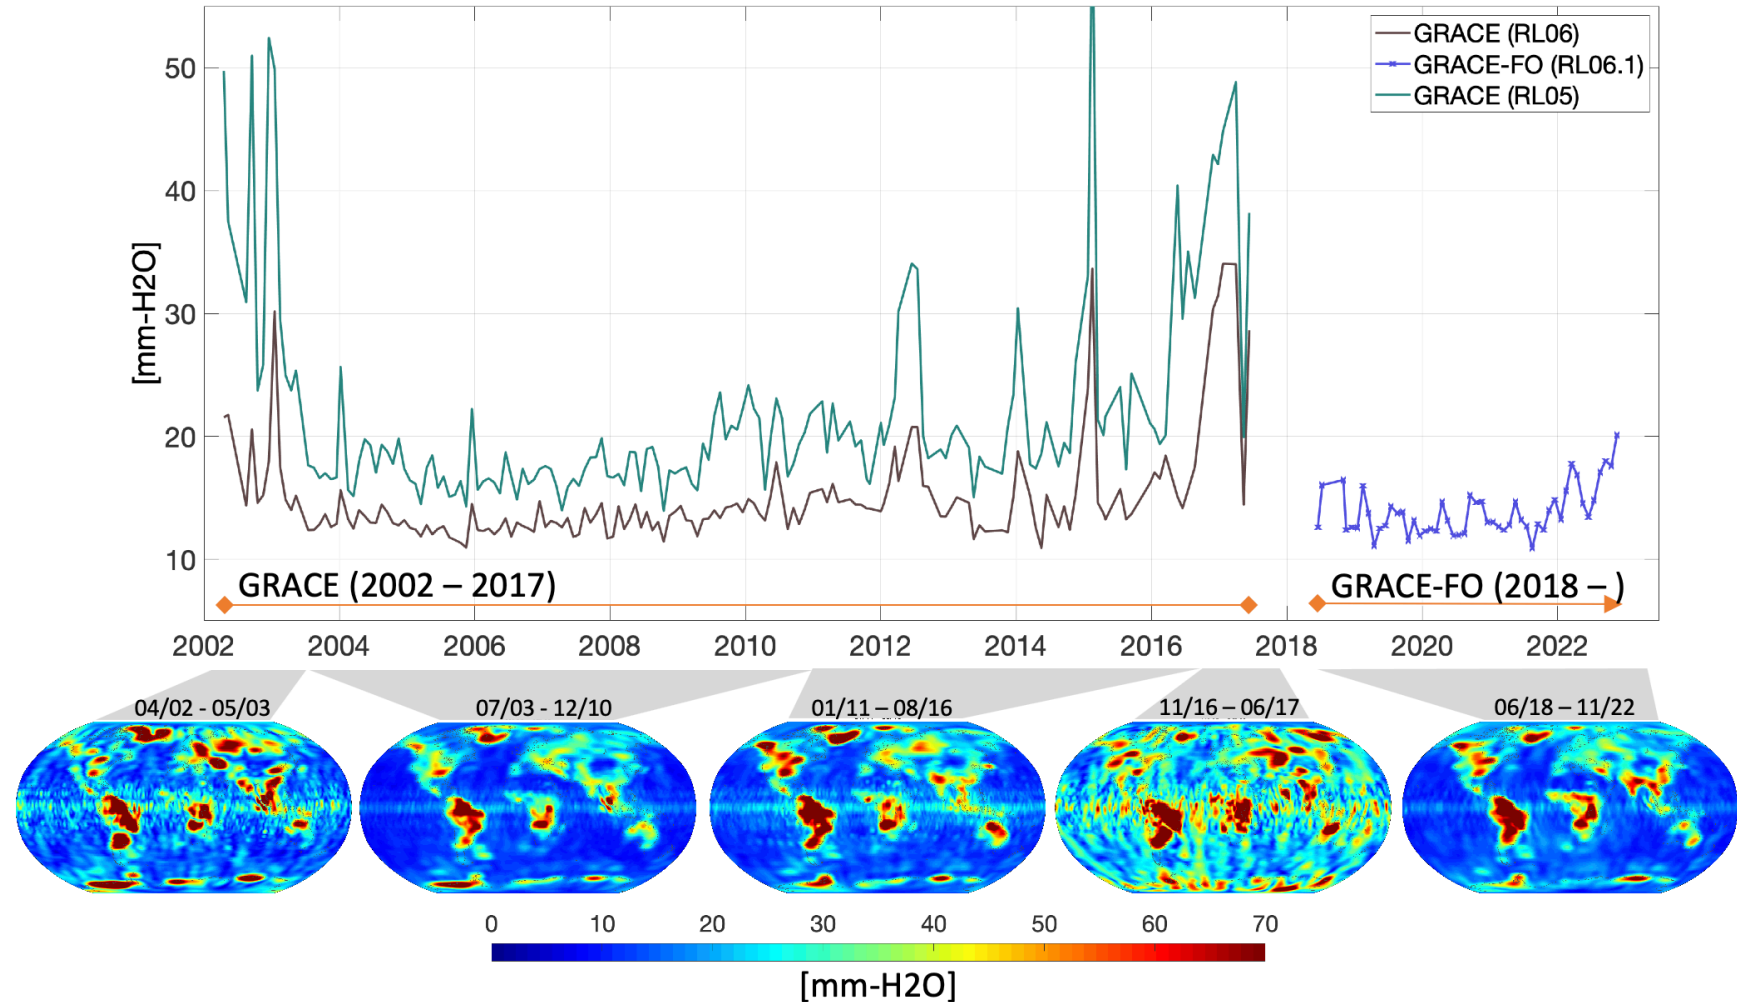 GRACE (RL06)
GRACE-FO (RL06.1)
GRACE (RL05)
50
40
30
20
10
[mm-H2O]
GRACE (2002 – 2017)
GRACE-FO (2018 – )
2002 2004 2006 2008 2010 2012 2014 2016 2018 2020 2022
04/02 - 05/03
07/03 - 12/10
01/11 – 08/16
11/16 – 06/17
06/18 – 11/22
0 10 20 30 40 50 60 70
[mm-H2O]